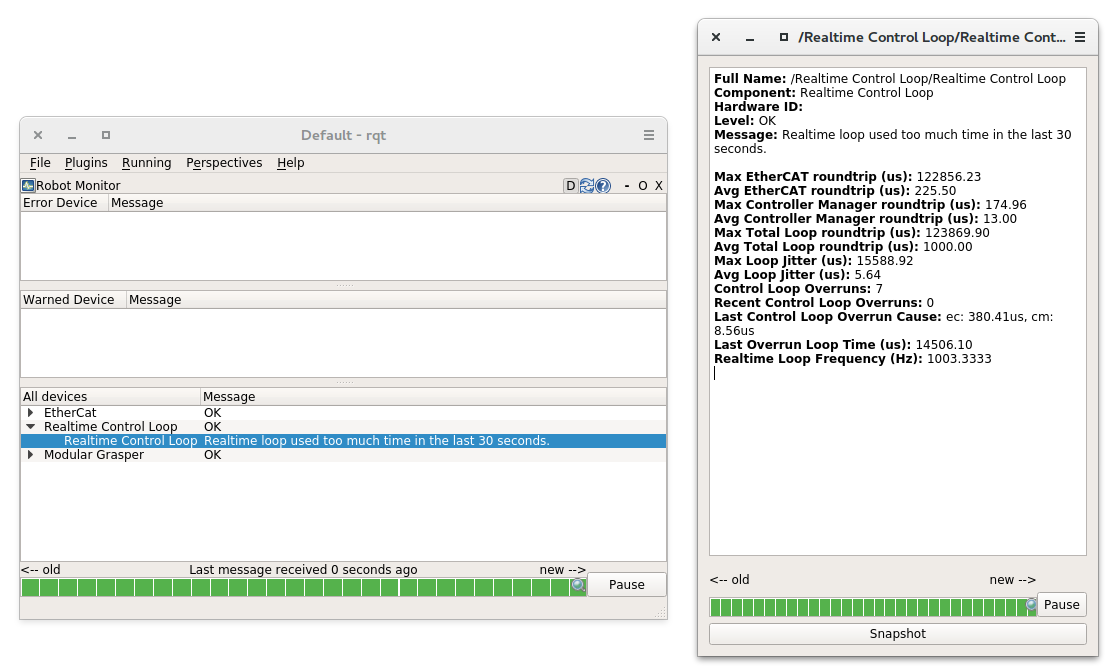 Default - rqt
File Plugins Running Perspectives Help
Robot Monitor D - O X
Error Device Message
Warned Device Message
All devices Message
EtherCat OK
Realtime Control Loop OK
Realtime Control Loop Realtime loop used too much time in the last 30 seconds.
Modular Grasper OK
<-- old Last message received 0 seconds ago new -->
Pause
/Realtime Control Loop/Realtime Cont...
Full Name: /Realtime Control Loop/Realtime Control Loop
Component: Realtime Control Loop
Hardware ID:
Level: OK
Message: Realtime loop used too much time in the last 30
seconds.
Max EtherCAT roundtrip (us): 122856.23
Avg EtherCAT roundtrip (us): 225.50
Max Controller Manager roundtrip (us): 174.96
Avg Controller Manager roundtrip (us): 13.00
Max Total Loop roundtrip (us): 123869.90
Avg Total Loop roundtrip (us): 1000.00
Max Loop Jitter (us): 15588.92
Avg Loop Jitter (us): 5.64
Control Loop Overruns: 7
Recent Control Loop Overruns: 0
Last Control Loop Overrun Cause: ec: 380.41us, cm:
8.56us
Last Overrun Loop Time (us): 14506.10
Realtime Loop Frequency (Hz): 1003.3333
<-- old new -->
Pause
Snapshot